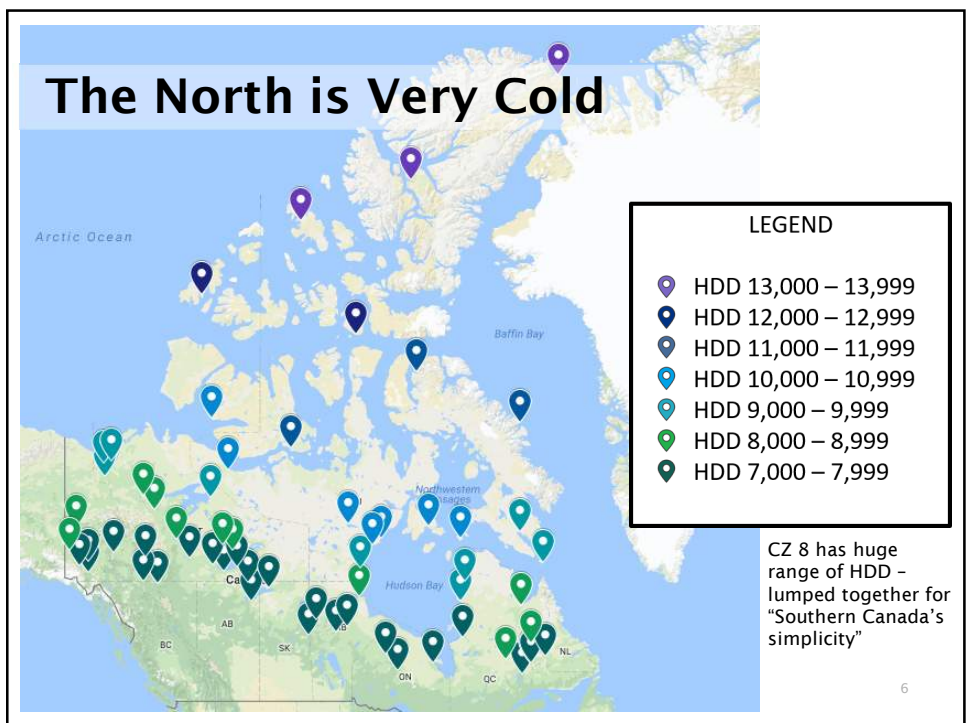 The North is Very Cold
Arctic Ocean
Baffin Bay
LEGEND
HDD 13,000 – 13,999
HDD 12,000 – 12,999
HDD 11,000 – 11,999
HDD 10,000 – 10,999
HDD 9,000 – 9,999
HDD 8,000 – 8,999
HDD 7,000 – 7,999
Northwestern
Hudson Bay
AB
BC
SK
ON
QC
NL
CZ 8 has huge
range of HDD –
lumped together for
“Southern Canada’s
simplicity”
6